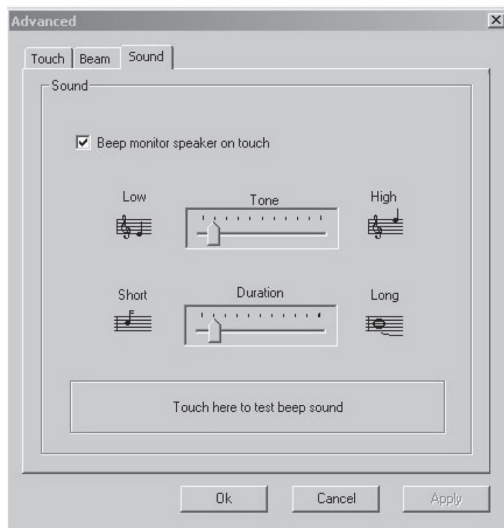 Advanced
Touch Beam Sound
Sound
Beep monitor speaker on touch
Low Tone High
Short Duration Long
Touch here to test beep sound
Ok Cancel Apply